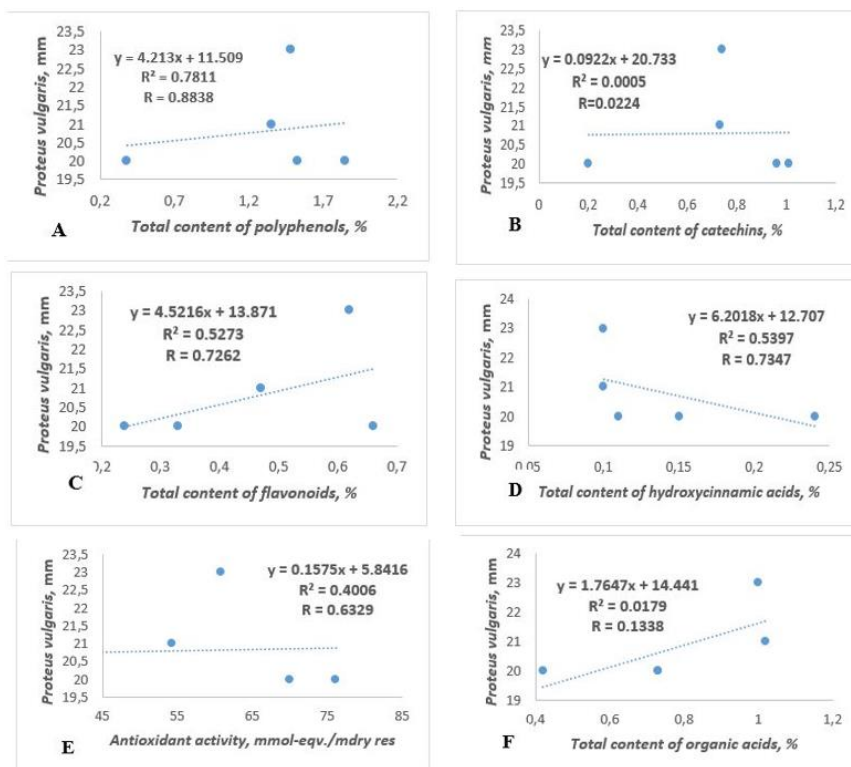 23,5
23
22,5
22
21,5
21
20,5
20
19,5
Proteus vulgaris, mm
y = 4.213x + 11.509
R² = 0.7811
R = 0.8838
0,2 0,7 1,2 1,7 2,2
A Total content of polyphenols, %
23,5
23
22,5
22
21,5
21
20,5
20
19,5
Proteus vulgaris, mm
y = 0.0922x + 20.733
R² = 0.0005
R=0.0224
0 0,2 0,4 0,6 0,8 1 1,2
B Total content of catechins, %
23,5
23
22,5
22
21,5
21
20,5
20
19,5
Proteus vulgaris, mm
y = 4.5216x + 13.871
R² = 0.5273
R = 0.7262
0,2 0,3 0,4 0,5 0,6 0,7
C Total content of flavonoids, %
24
23
22
21
20
19
Proteus vulgaris, mm
y = 6.2018x + 12.707
R² = 0.5397
R = 0.7347
0,05 0,1 0,15 0,2 0,25
D Total content of hydroxycinnamic acids, %
23,5
23
22,5
22
21,5
21
20,5
20
19,5
Proteus vulgaris, mm
y = 0.1575x + 5.8416
R² = 0.4006
R = 0.6329
45 55 65 75 85
E Antioxidant activity, mmol-eqv./mdry res
24
23
22
21
20
19
Proteus vulgaris, mm
y = 1.7647x + 14.441
R² = 0.0179
R = 0.1338
0,4 0,6 0,8 1 1,2
F Total content of organic acids, %